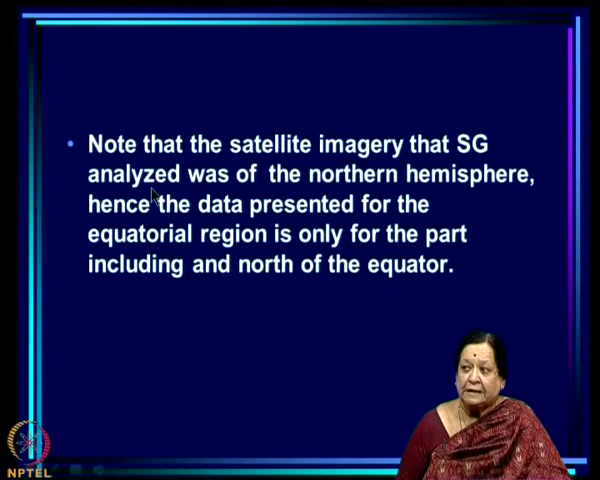 Note that the satellite imagery that SG
analyzed was of the northern hemisphere,
hence the data presented for the
equatorial region is only for the part
including and north of the equator.
NPTEL